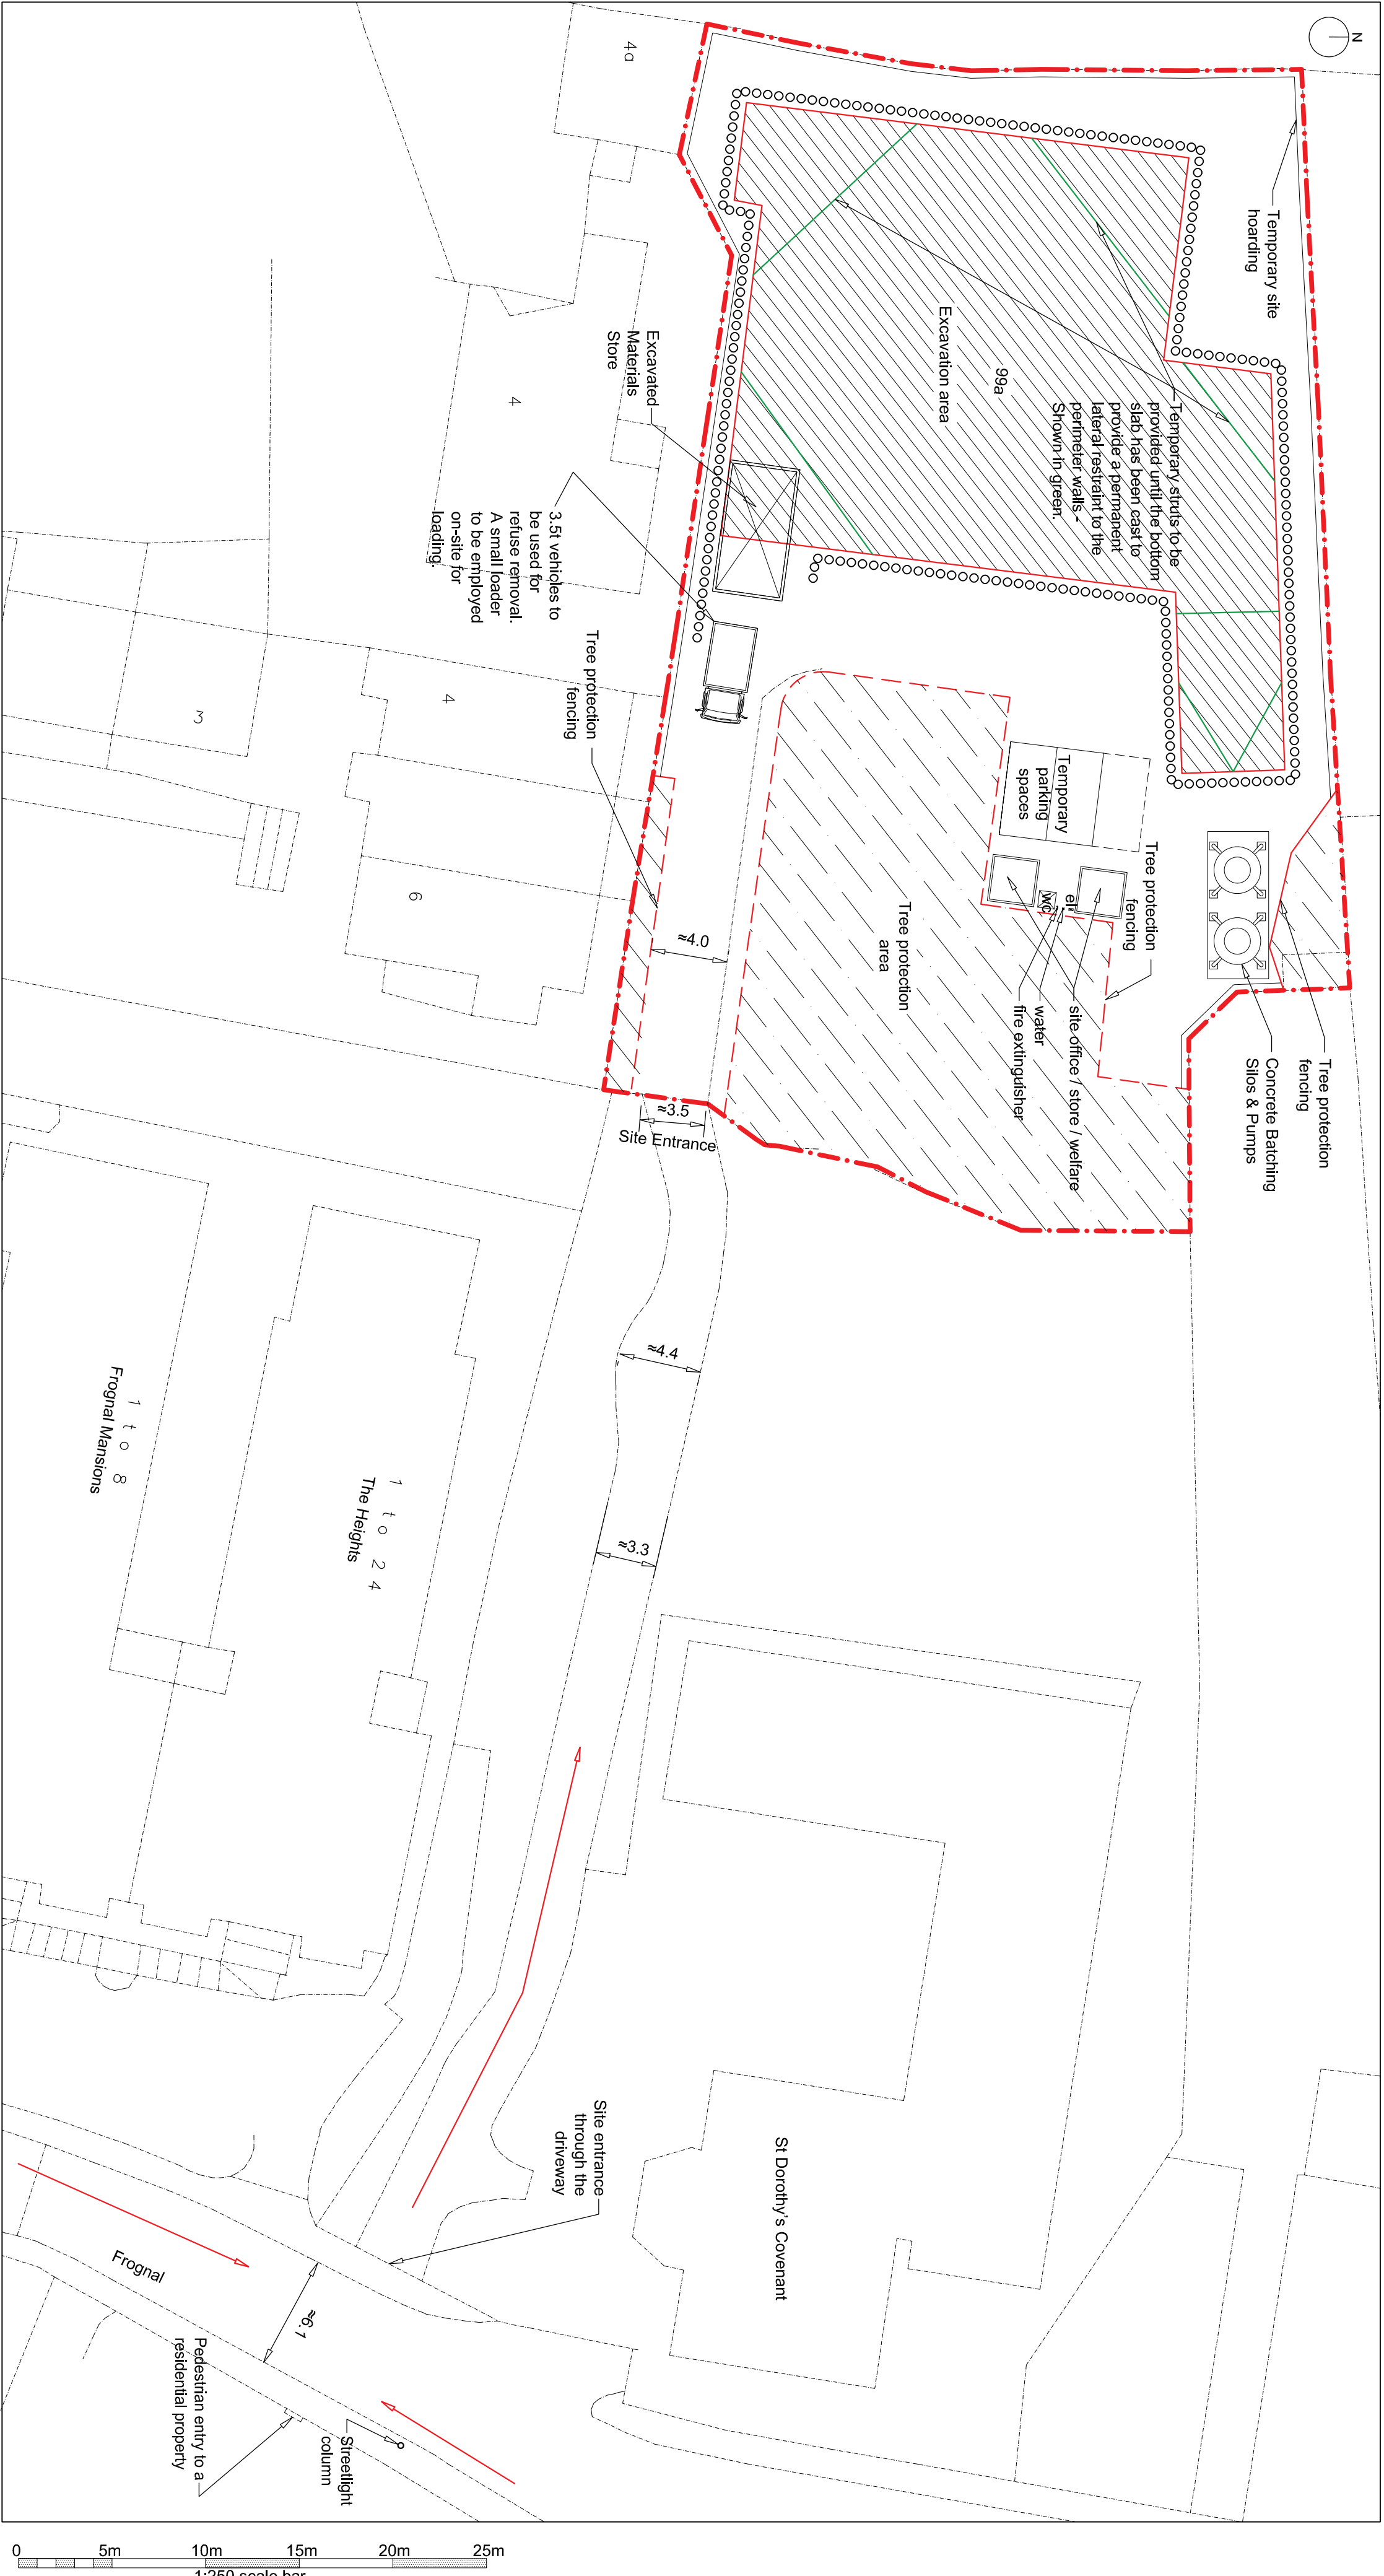 N
4a
Temporary site
hoarding
Excavation area
99a
Temporary struts to be
provided until the bottom
slab has been cast to
provide a permanent
lateral restraint to the
perimeter walls -
Shown in green.
Excavated
Materials
Store
4
3.5t vehicles to
be used for
refuse removal.
A small loader
to be employed
on-site for
loading.
Tree protection
fencing
4
3
6
Temporary
parking
spaces
Tree protection
fencing
elf
wc
Tree protection
area
≈4.0
site office / store / welfare
water
fire extinguisher
Tree protection
fencing
Concrete Batching
Silos & Pumps
≈3.5
Site Entrance
≈4.4
≈3.3
1 to 8
Frognal Mansions
1 to 24
The Heights
Site entrance
through the
driveway
St Dorothy's Covenant
Frognal
≈6.1
Pedestrian entry to a
residential property
Streetlight
column
0 5m 10m 15m 20m 25m
1:250 scale bar